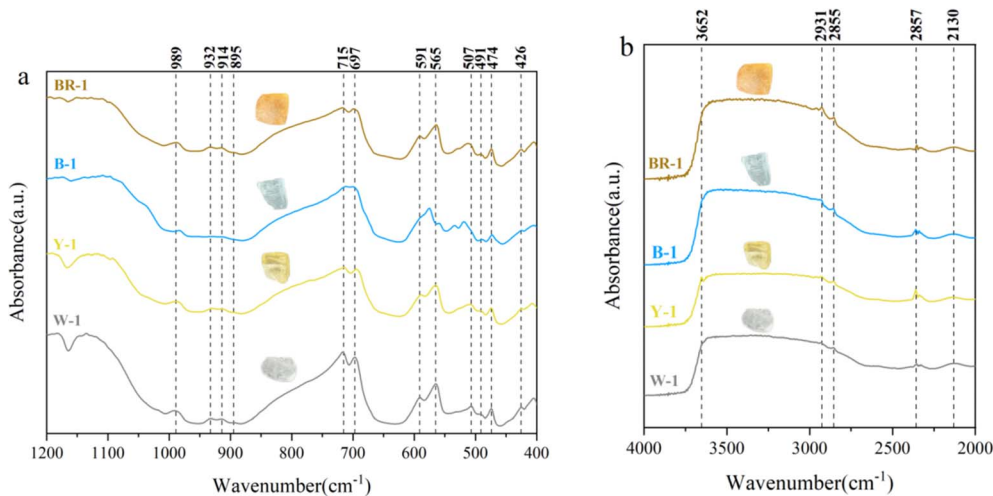 a
989 932 914 895 715 697 591 565 507 491 474 426
BR-1
B-1
Y-1
W-1
Absorbance(a.u.)
1200 1100 1000 900 800 700 600 500 400
Wavenumber(cm⁻¹)
b
3652 2931 2855 2857 2130
BR-1
B-1
Y-1
W-1
Absorbance(a.u.)
4000 3500 3000 2500 2000
Wavenumber(cm⁻¹)